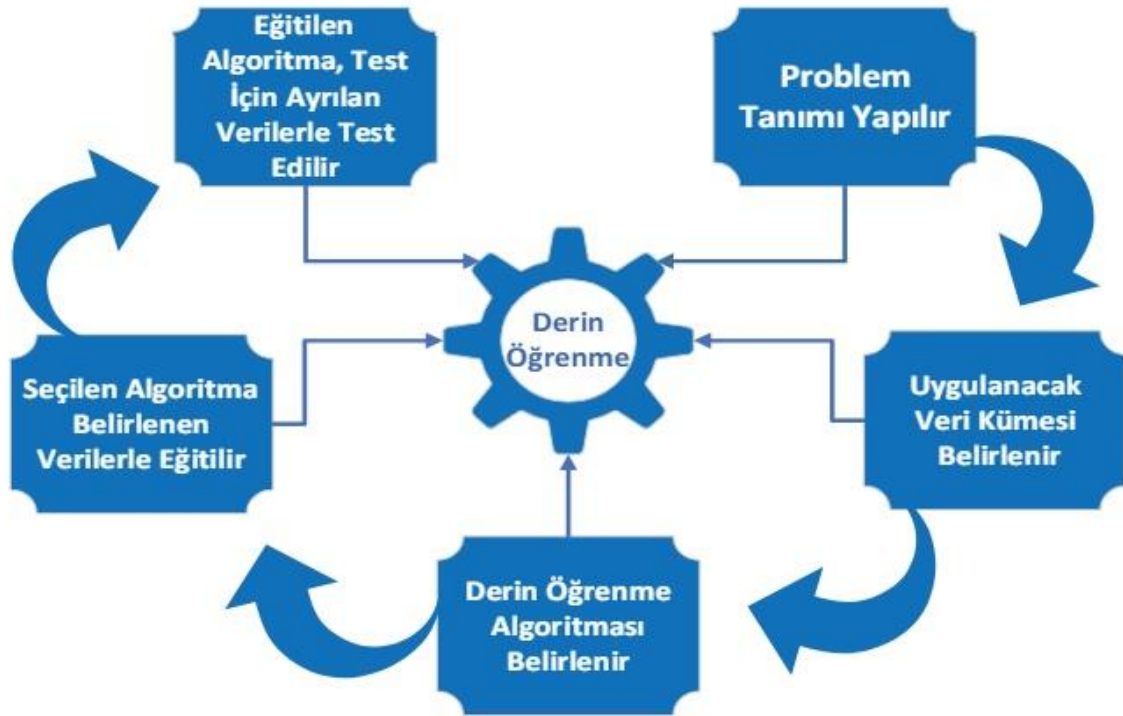 Eğitilen
Algoritma, Test
İçin Ayrılan
Verilerle Test
Edilir
Problem
Tanımı Yapılır
Derin
Öğrenme
Seçilen Algoritma
Belirlenen
Verilerle Eğitilir
Uygulanacak
Veri Kümesi
Belirlenir
Derin Öğrenme
Algoritması
Belirlenir